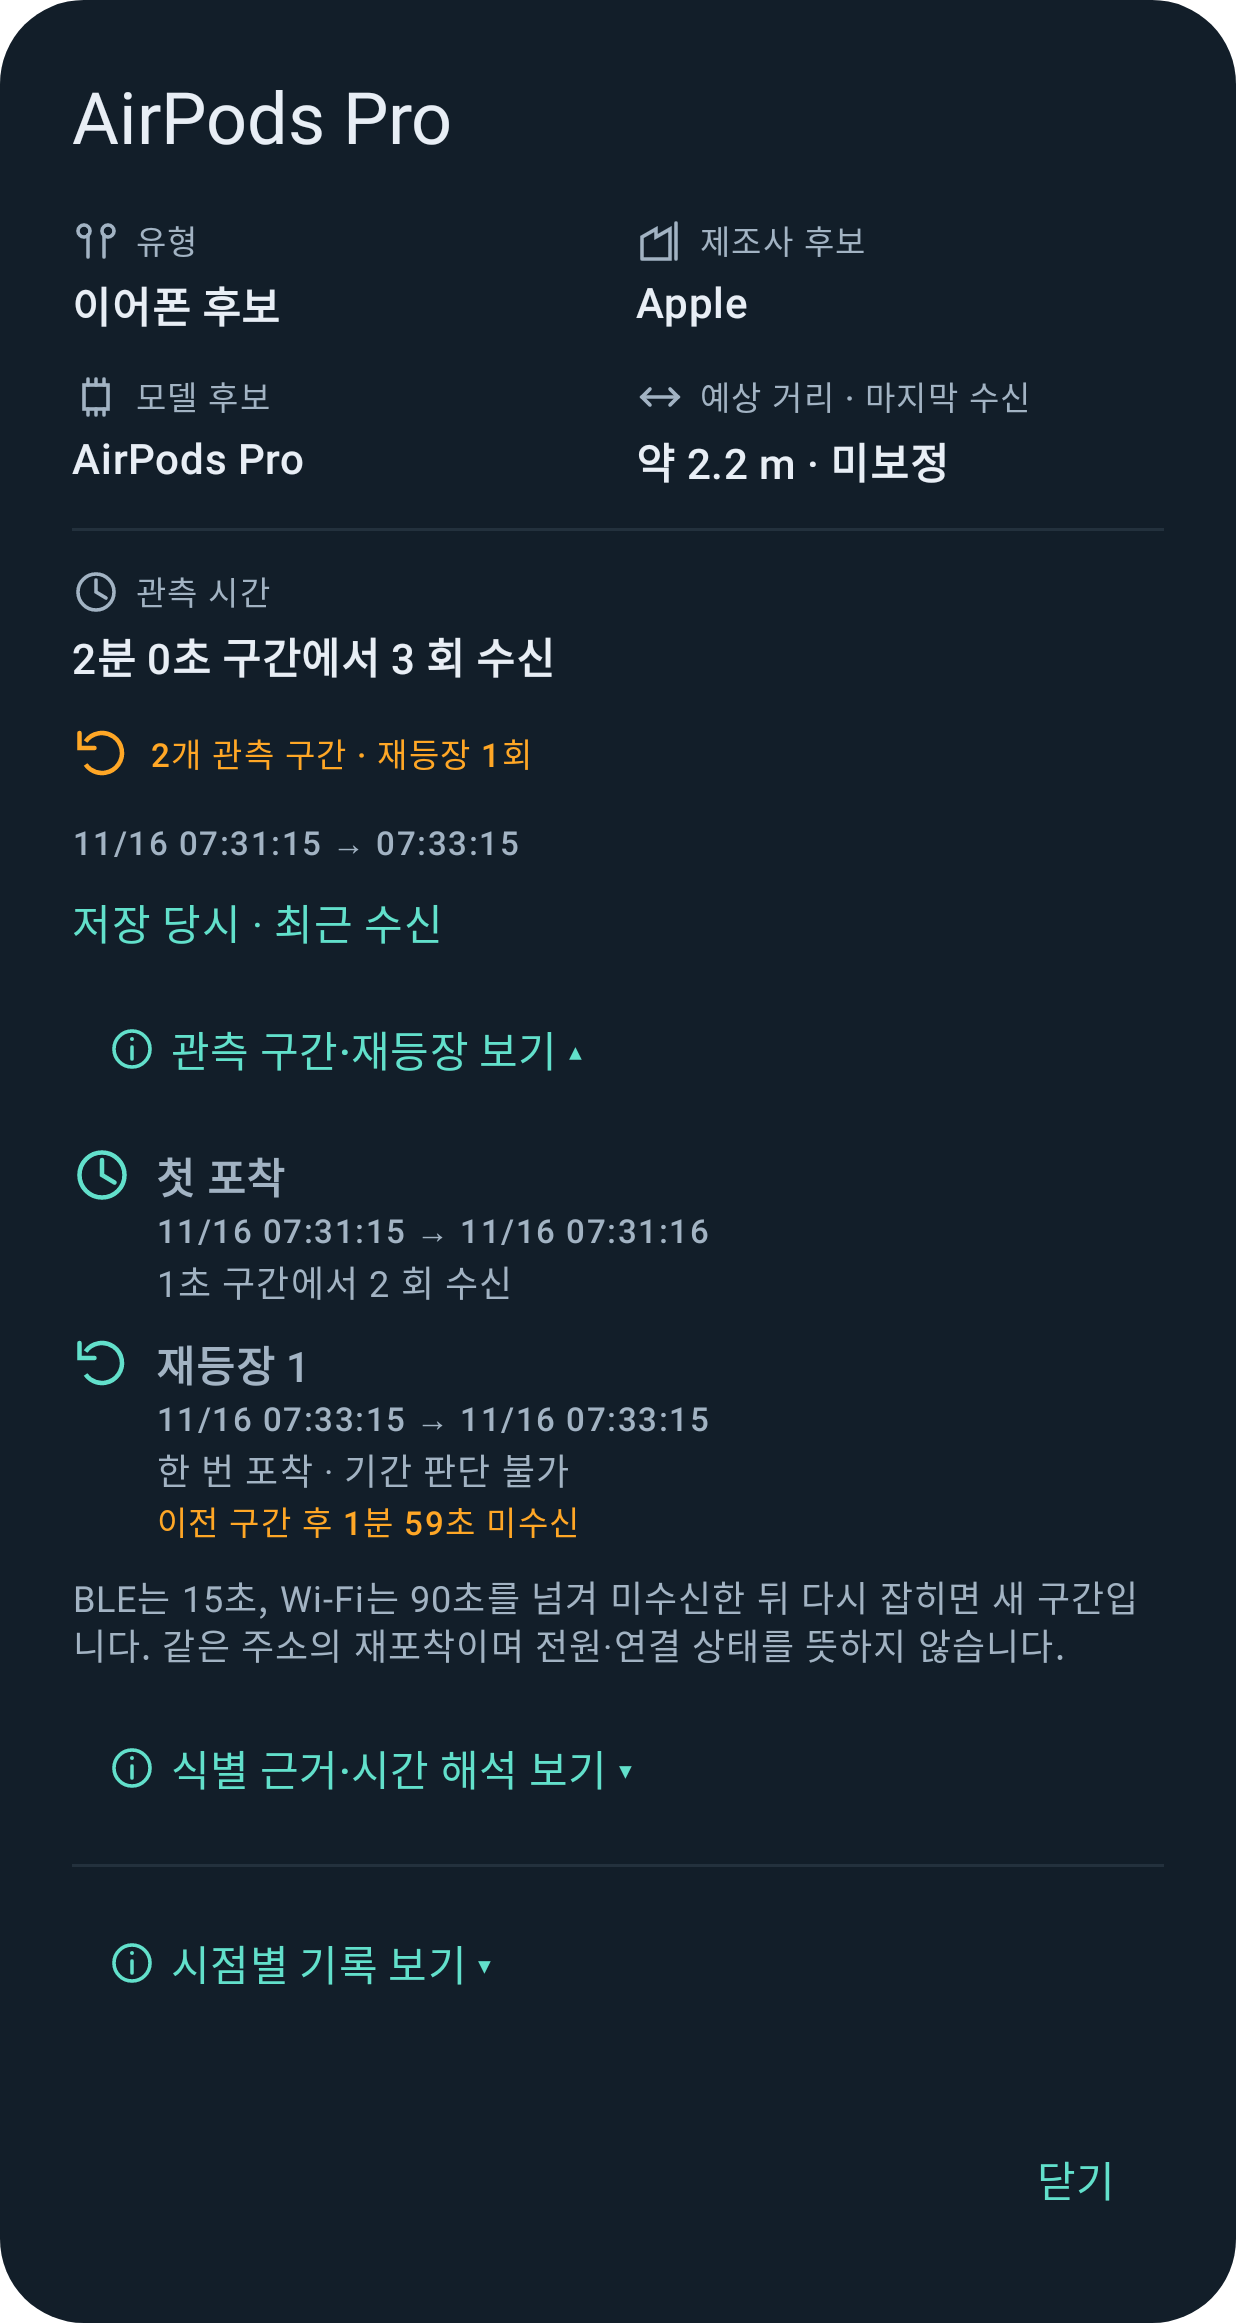 AirPods Pro
유형
제조사 후보
이어폰 후보
Apple
모델 후보
예상 거리 · 마지막 수신
AirPods Pro
약 2.2 m · 미보정
관측 시간
2분 0초 구간에서 3 회 수신
2개 관측 구간 · 재등장 1회
11/16 07:31:15 → 07:33:15
저장 당시 · 최근 수신
관측 구간·재등장 보기 ▴
첫 포착
11/16 07:31:15 → 11/16 07:31:16
1초 구간에서 2 회 수신
재등장 1
11/16 07:33:15 → 11/16 07:33:15
한 번 포착 · 기간 판단 불가
이전 구간 후 1분 59초 미수신
BLE는 15초, Wi-Fi는 90초를 넘겨 미수신한 뒤 다시 잡히면 새 구간입
니다. 같은 주소의 재포착이며 전원·연결 상태를 뜻하지 않습니다.
식별 근거·시간 해석 보기 ▾
시점별 기록 보기 ▾
닫기